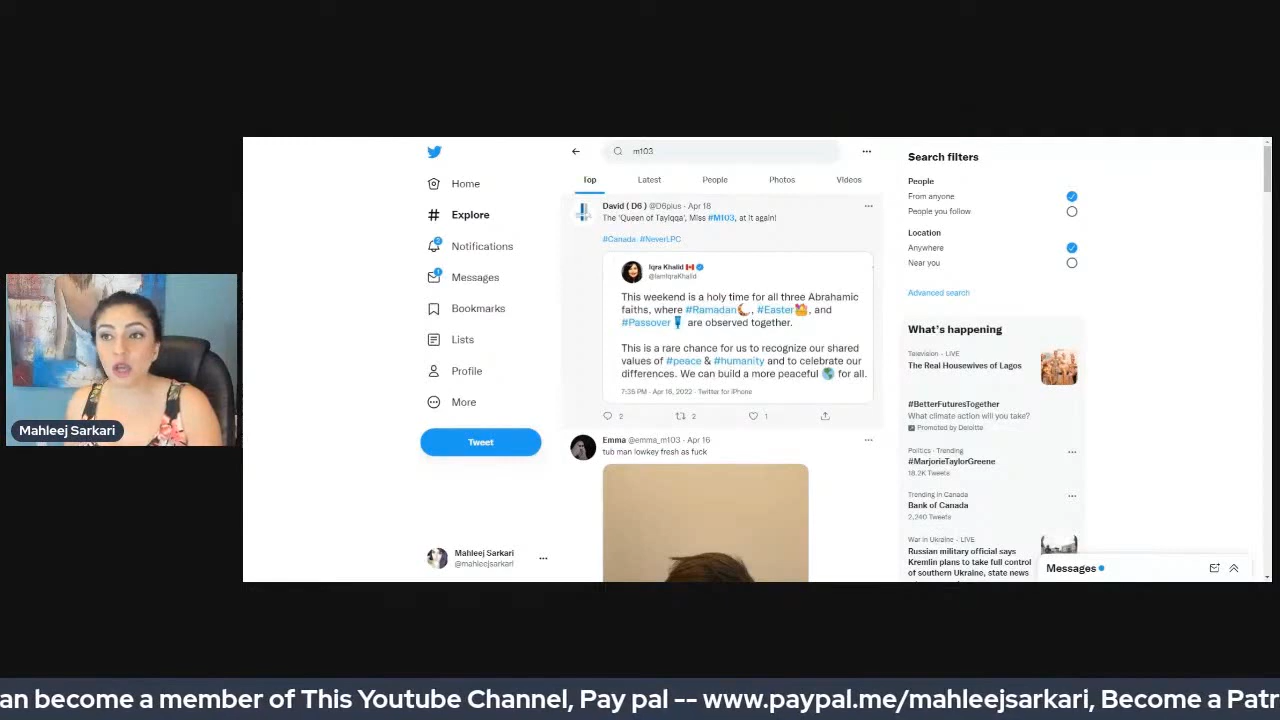 m103
Top
Latest
People
Photos
Videos
Home
Explore
Notifications
Messages
Bookmarks
Lists
Profile
More
Tweet
Mahleej Sarkari
@mahleejsarkari
David ( D6 ) @D6plus · Apr 18
The 'Queen of Tayiqqa', Miss #M103, at it again!
#Canada #NeverLPC
Iqra Khalid
@IamIqraKhalid
This weekend is a holy time for all three Abrahamic
faiths, where #Ramadan🌙, #Easter🐣, and
#Passover🍷 are observed together.
This is a rare chance for us to recognize our shared
values of #peace & #humanity and to celebrate our
differences. We can build a more peaceful 🌎 for all.
7:35 PM · Apr 16, 2022 · Twitter for iPhone
2
2
1
Emma @emma_m103 · Apr 16
tub man lowkey fresh as fuck
Search filters
People
From anyone
People you follow
Location
Anywhere
Near you
Advanced search
What's happening
Television · LIVE
The Real Housewives of Lagos
#BetterFuturesTogether
What climate action will you take?
Promoted by Deloitte
Politics · Trending
#MarjorieTaylorGreene
18.2K Tweets
Trending in Canada
Bank of Canada
2,240 Tweets
War in Ukraine · LIVE
Russian military official says
Kremlin plans to take full control
of southern Ukraine, state news
Messages
Mahleej Sarkari
an become a member of This Youtube Channel, Pay pal -- www.paypal.me/mahleejsarkari, Become a Patr